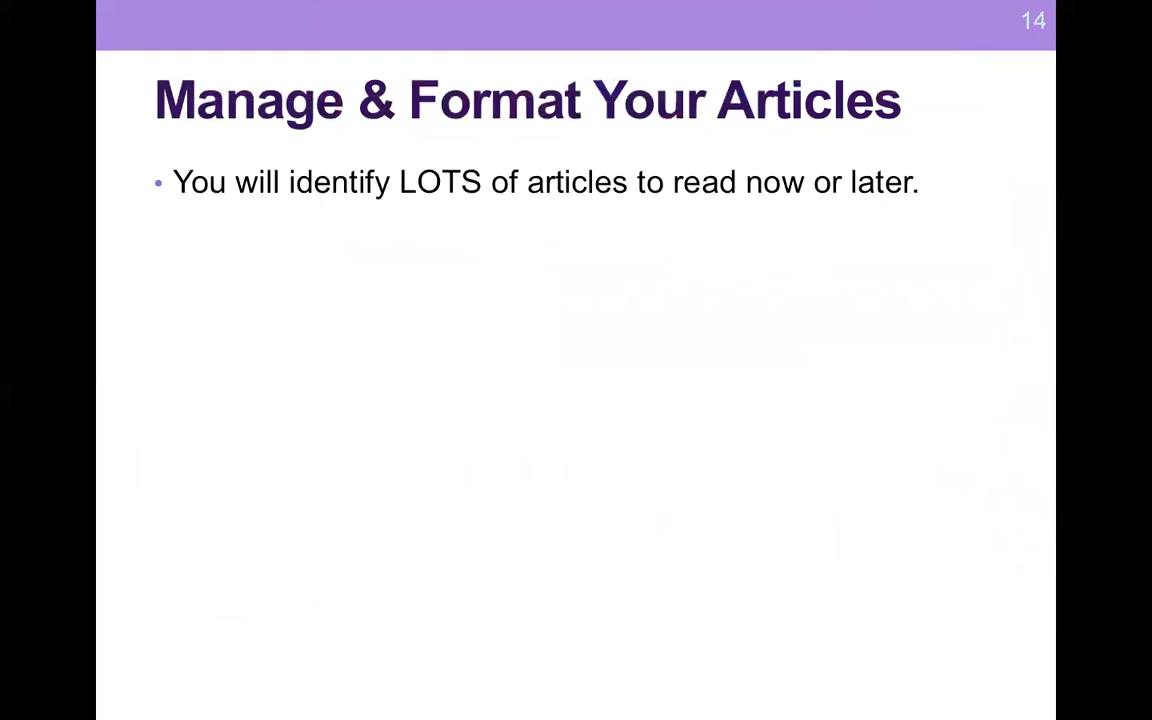 14
Manage & Format Your Articles
• You will identify LOTS of articles to read now or later.